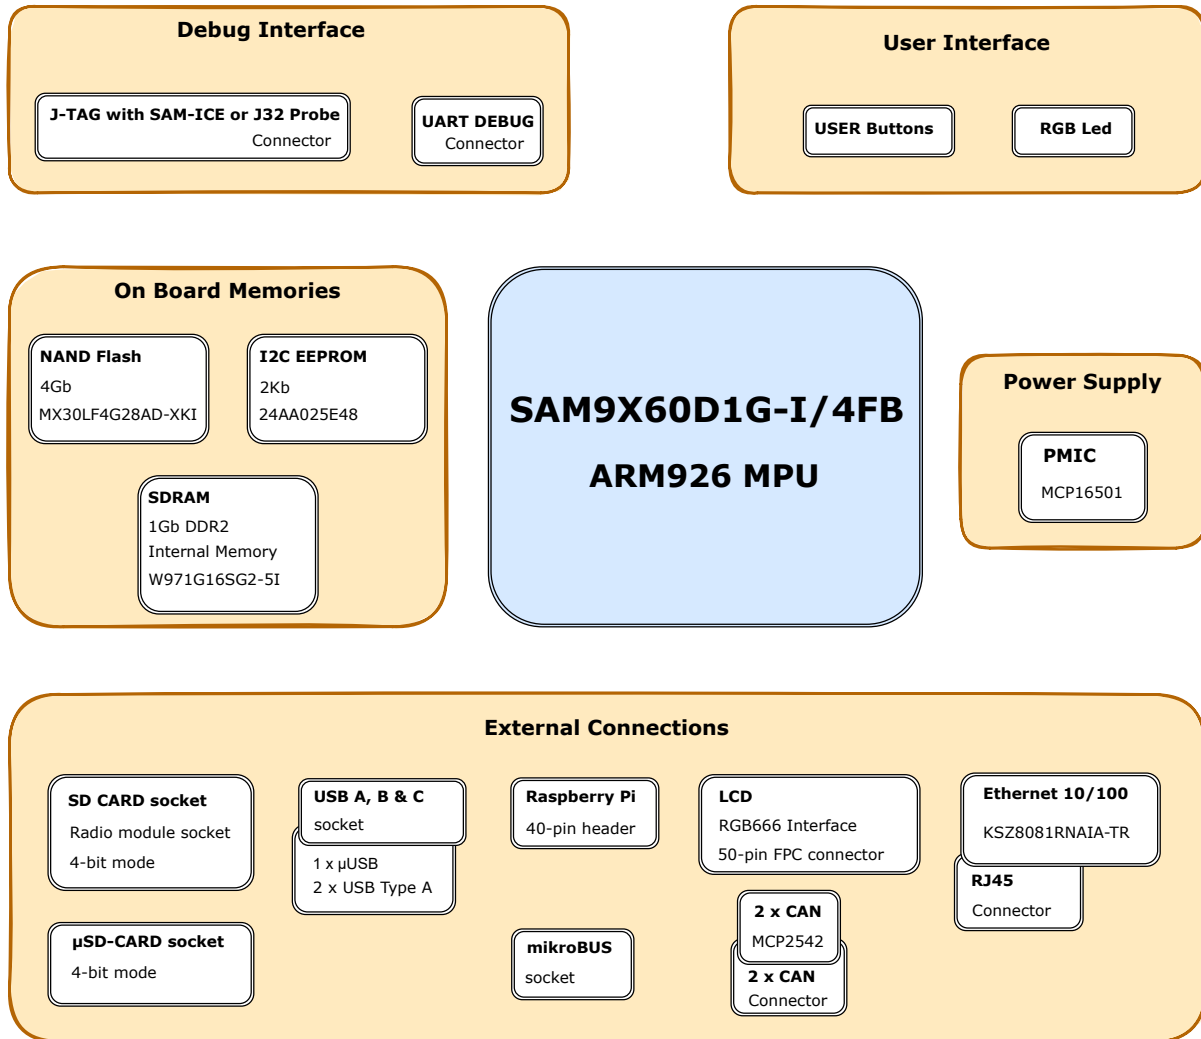 Debug Interface
J-TAG with SAM-ICE or J32 Probe
Connector
UART DEBUG
Connector
User Interface
USER Buttons
RGB Led
On Board Memories
NAND Flash
4Gb
MX30LF4G28AD-XKI
I2C EEPROM
2Kb
24AA025E48
SDRAM
1Gb DDR2
Internal Memory
W971G16SG2-5I
SAM9X60D1G-I/4FB
ARM926 MPU
Power Supply
PMIC
MCP16501
External Connections
SD CARD socket
Radio module socket
4-bit mode
µSD-CARD socket
4-bit mode
USB A, B & C
socket
1 x µUSB
2 x USB Type A
Raspberry Pi
40-pin header
mikroBUS
socket
LCD
RGB666 Interface
50-pin FPC connector
2 x CAN
MCP2542
2 x CAN
Connector
Ethernet 10/100
KSZ8081RNAIA-TR
RJ45
Connector